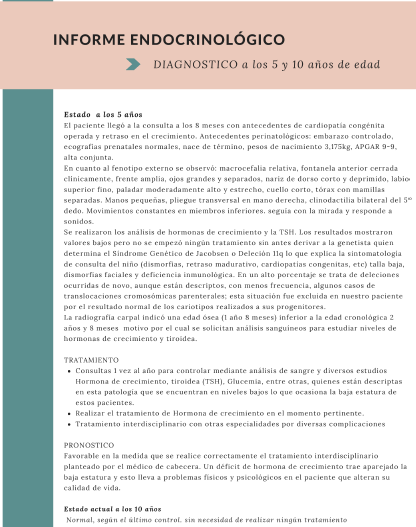 INFORME ENDOCRINOLÓGICO
DIAGNOSTICO a los 5 y 10 años de edad
Estado a los 5 años
El paciente llegó a la consulta a los 8 meses con antecedentes de cardiopatía congénita
operada y retraso en el crecimiento. Antecedentes perinatológicos: embarazo controlado,
ecografías prenatales normales, nace de término, pesos de nacimiento 3,175kg, APGAR 9-9,
alta conjunta.
En cuanto al fenotipo externo se observó: macrocefalia relativa, fontanela anterior cerrada
clínicamente, frente amplia, ojos grandes y separados, nariz de dorso corto y deprimido, labio
superior fino, paladar moderadamente alto y estrecho, cuello corto, tórax con mamillas
separadas. Manos pequeñas, pliegue transversal en mano derecha, clinodactilia bilateral del 5º
dedo. Movimientos constantes en miembros inferiores. seguía con la mirada y responde a
sonidos.
Se realizaron los análisis de hormonas de crecimiento y la TSH. Los resultados mostraron
valores bajos pero no se empezó ningún tratamiento sin antes derivar a la genetista quien
determina el Síndrome Genético de Jacobsen o Deleción 11q lo que explica la sintomatología
de consulta del niño (dismorfias, retraso madurativo, cardiopatías congenitas, etc) talla baja,
dismorfias faciales y deficiencia inmunológica. En un alto porcentaje se trata de deleciones
ocurridas de novo, aunque están descriptos, con menos frecuencia, algunos casos de
translocaciones cromosómicas parenterales; esta situación fue excluida en nuestro paciente
por el resultado normal de los cariotipos realizados a sus progenitores.
La radiografía carpal indicó una edad ósea (1 año 8 meses) inferior a la edad cronológica 2
años y 8 meses motivo por el cual se solicitan análisis sanguíneos para estudiar niveles de
hormonas de crecimiento y tiroidea.
TRATAMIENTO
• Consultas 1 vez al año para controlar mediante análisis de sangre y diversos estudios
Hormona de crecimiento, tiroidea (TSH), Glucemia, entre otras, quienes están descriptas
en esta patología que se encuentran en niveles bajos lo que ocasiona la baja estatura de
estos pacientes.
• Realizar el tratamiento de Hormona de crecimiento en el momento pertinente.
• Tratamiento interdisciplinario con otras especialidades por diversas complicaciones
PRONOSTICO
Favorable en la medida que se realice correctamente el tratamiento interdisciplinario
planteado por el médico de cabecera. Un déficit de hormona de crecimiento trae aparejado la
baja estatura y esto lleva a problemas físicos y psicológicos en el paciente que alteran su
calidad de vida.
Estado actual a los 10 años
Normal, según el último control. sin necesidad de realizar ningún tratamiento